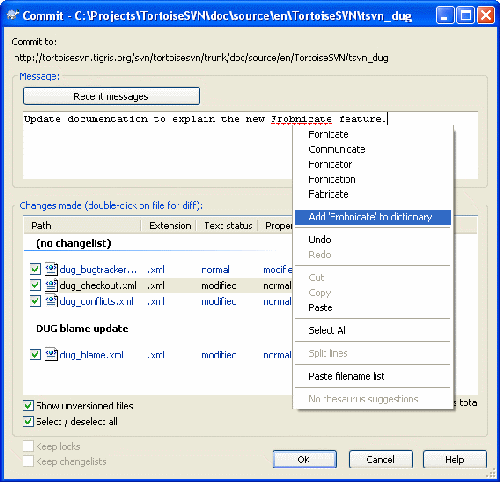 Commit - C:\Projects\TortoiseSVN\doc\source\en\TortoiseSVN\tsvn_dug
Commit to:
http://tortoisesvn.tigris.org/svn/tortoisesvn/trunk/doc/source/en/TortoiseSVN/tsvn_dug
Message:
Recent messages
Update documentation to explain the new Frobnicate feature.
Fornicate
Communicate
Fornicator
Fornication
Fabricate
Add 'Frobnicate' to dictionary
Undo
Redo
Cut
Copy
Paste
Select All
Split lines
Paste filename list
No thesaurus suggestions
Changes made (double-click on file for diff):
Path Extension Text status Proper
(no changelist)
dug_bugtracker... .xml normal modifie
dug_checkout.xml .xml modified normal
dug_conflicts.xml .xml modified normal
DUG blame update
dug_blame.xml .xml modified normal
Show unversioned files
s total
Select / deselect all
Keep locks
Keep changelists
OK Cancel Help